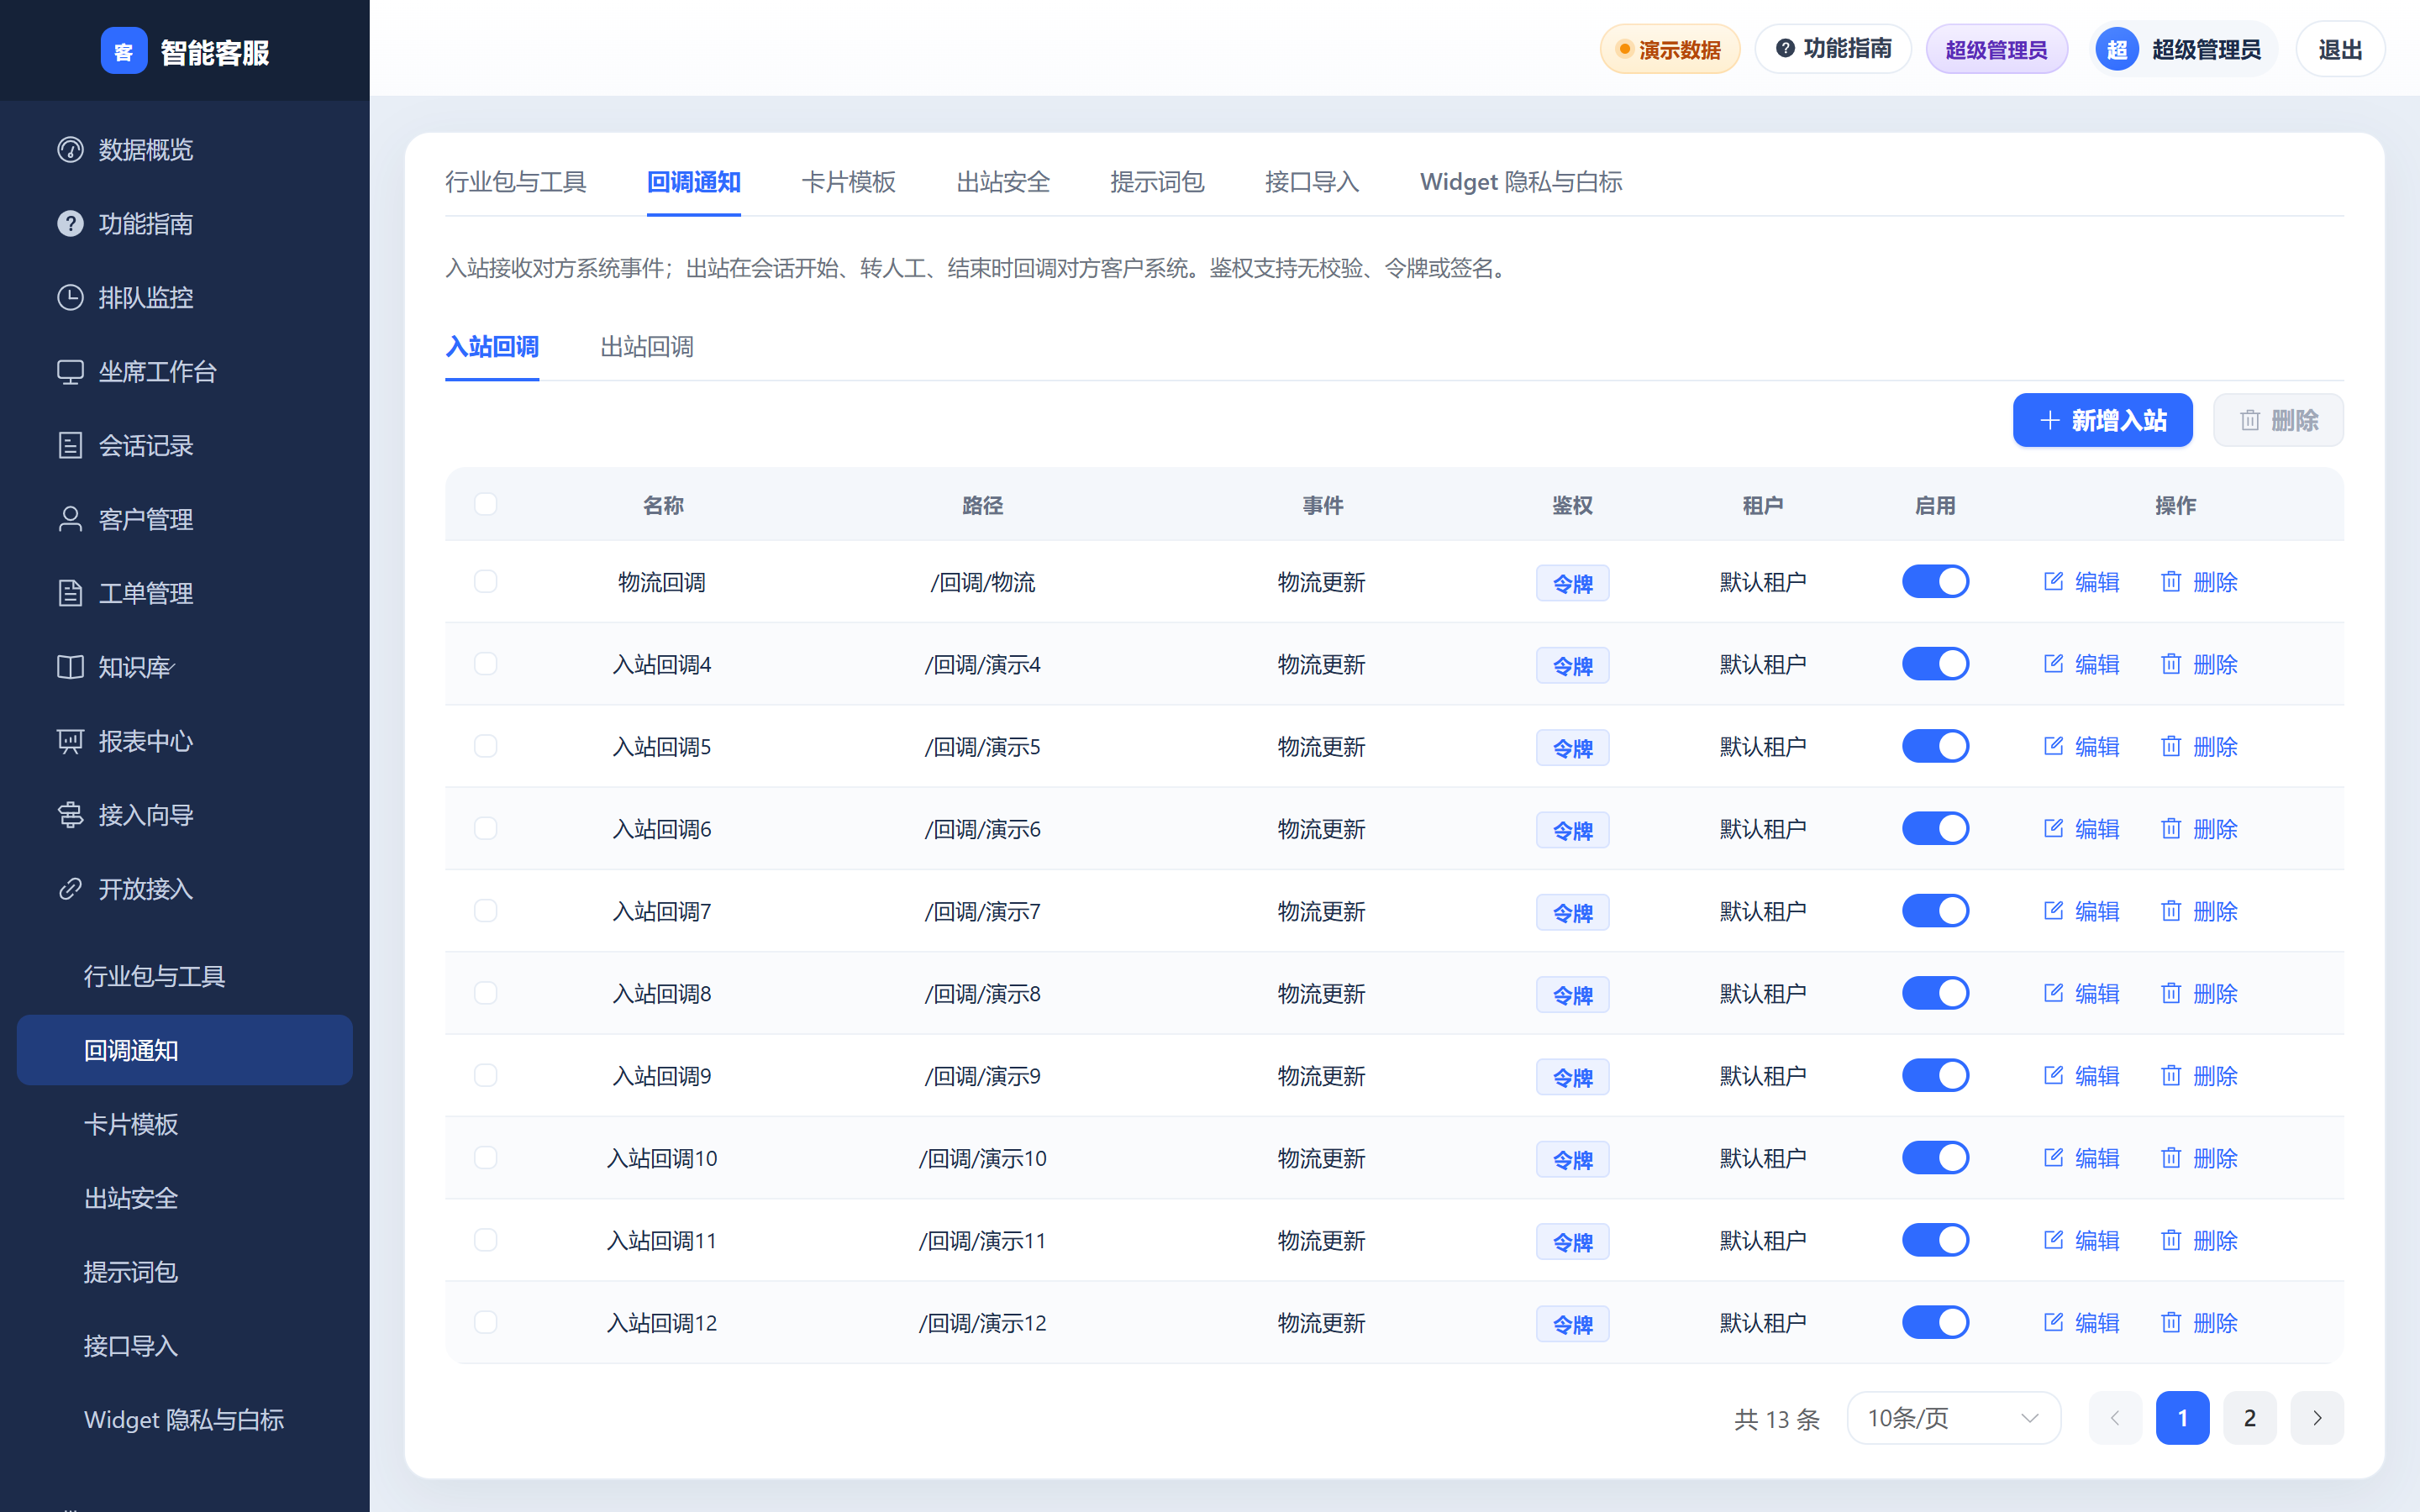 客 智能客服
演示数据 功能指南 超级管理员 超 超级管理员 退出
数据概览
功能指南
排队监控
坐席工作台
会话记录
客户管理
工单管理
知识库
报表中心
接入向导
开放接入
行业包与工具
回调通知
卡片模板
出站安全
提示词包
接口导入
Widget 隐私与白标
行业包与工具 回调通知 卡片模板 出站安全 提示词包 接口导入 Widget 隐私与白标
入站接收对方系统事件；出站在会话开始、转人工、结束时回调对方客户系统。鉴权支持无校验、令牌或签名。
入站回调 出站回调
新增入站 删除
名称 路径 事件 鉴权 租户 启用 操作
物流回调 /回调/物流 物流更新 令牌 默认租户 编辑 删除
入站回调4 /回调/演示4 物流更新 令牌 默认租户 编辑 删除
入站回调5 /回调/演示5 物流更新 令牌 默认租户 编辑 删除
入站回调6 /回调/演示6 物流更新 令牌 默认租户 编辑 删除
入站回调7 /回调/演示7 物流更新 令牌 默认租户 编辑 删除
入站回调8 /回调/演示8 物流更新 令牌 默认租户 编辑 删除
入站回调9 /回调/演示9 物流更新 令牌 默认租户 编辑 删除
入站回调10 /回调/演示10 物流更新 令牌 默认租户 编辑 删除
入站回调11 /回调/演示11 物流更新 令牌 默认租户 编辑 删除
入站回调12 /回调/演示12 物流更新 令牌 默认租户 编辑 删除
共 13 条 10条/页 1 2